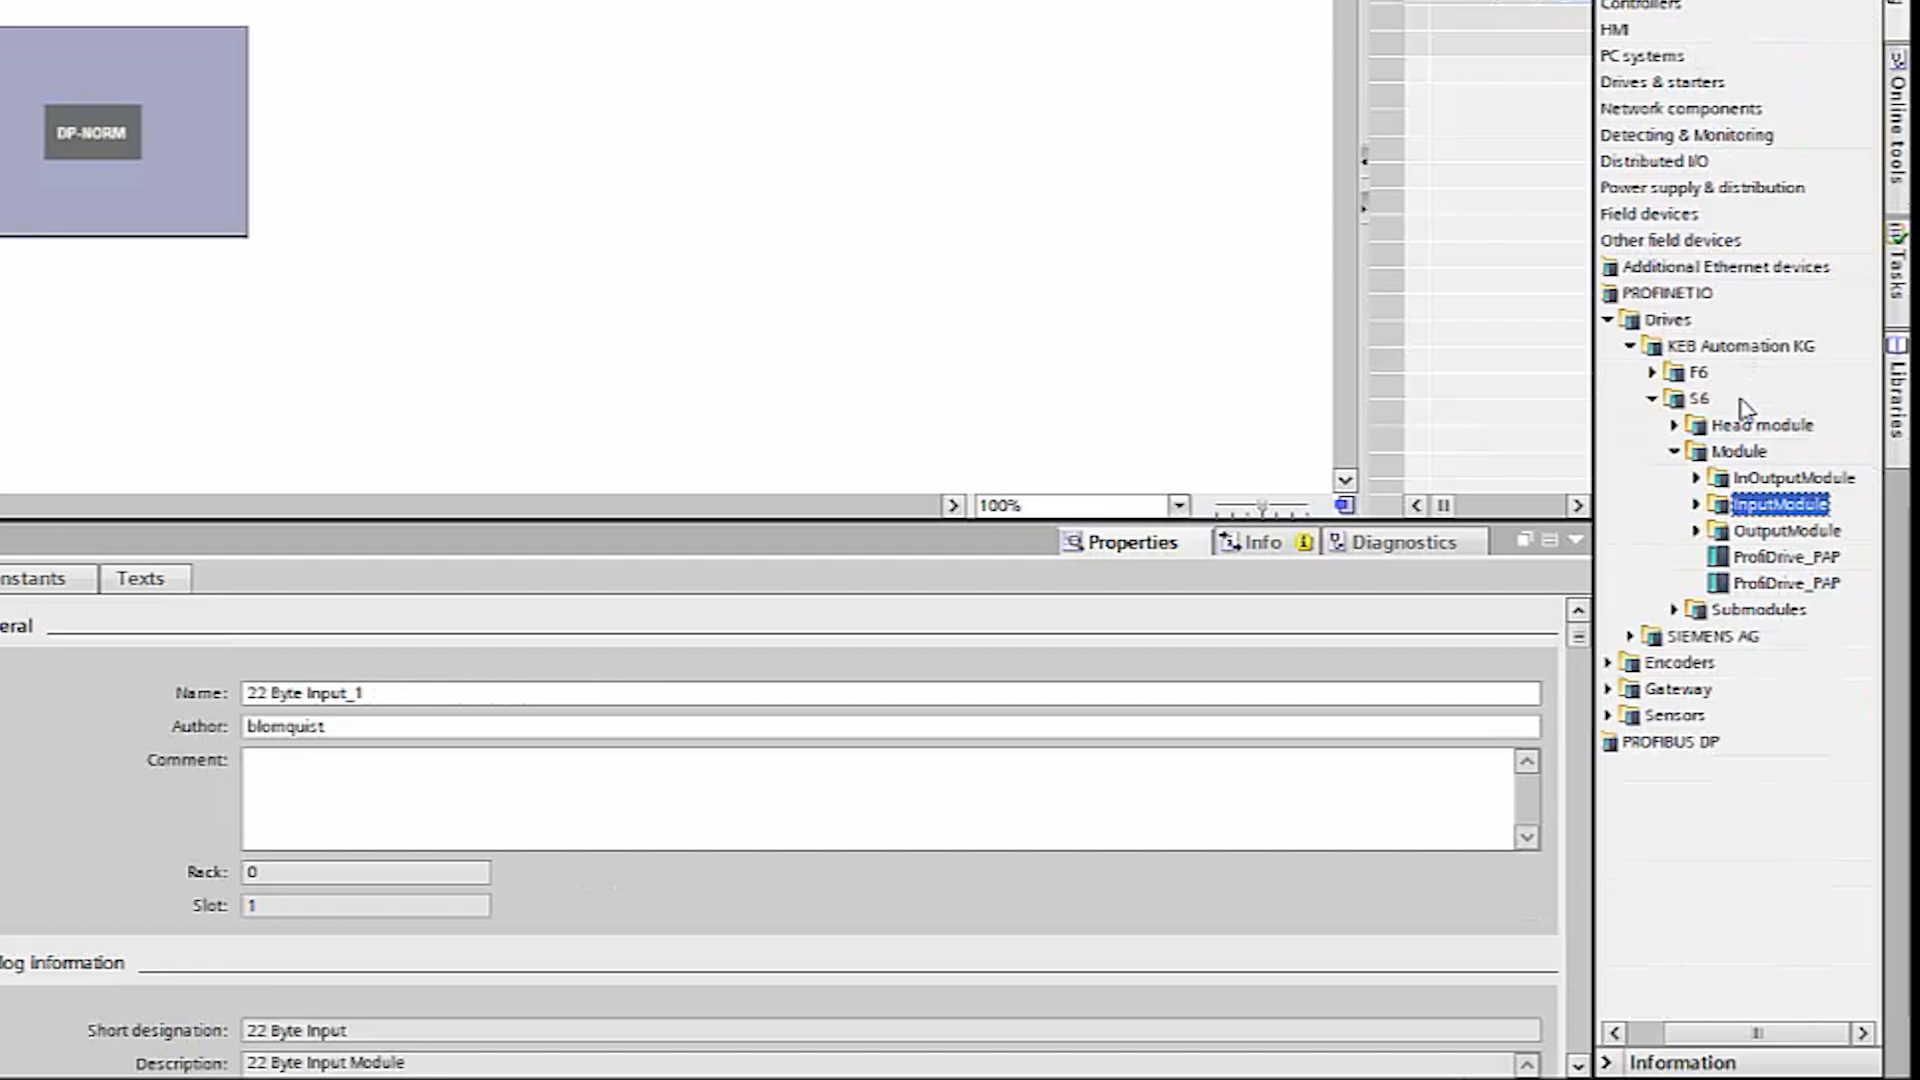 DP-NORM
100%
Properties
Info
Diagnostics
nstants
Texts
eral
Name:
22 Byte Input_1
Author:
blomquist
Comment:
Rack:
0
Slot:
1
log information
Short designation:
22 Byte Input
Description:
22 Byte Input Module
Controllers
HMI
PC systems
Drives & starters
Network components
Detecting & Monitoring
Distributed I/O
Power supply & distribution
Field devices
Other field devices
Additional Ethernet devices
PROFINET IO
Drives
KEB Automation KG
F6
S6
Head module
Module
InOutputModule
InputModule
OutputModule
ProfiDrive_PAP
ProfiDrive_PAP
Submodules
SIEMENS AG
Encoders
Gateway
Sensors
PROFIBUS DP
Information
Online tools
Tasks
Libraries